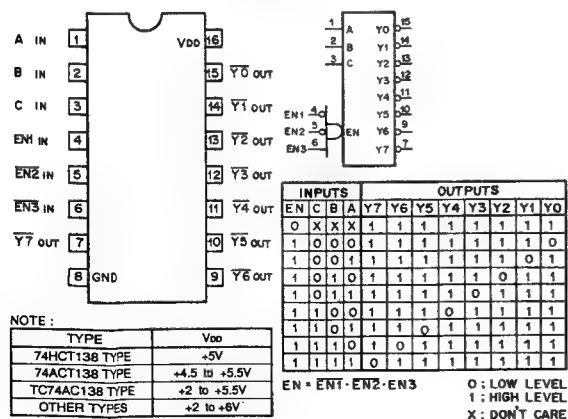 A IN 1
B IN 2
C IN 3
EN1 IN 4
EN2 IN 5
EN3 IN 6
Y7 OUT 7
8 GND
VDD 16
15 Y0 OUT
14 Y1 OUT
13 Y2 OUT
12 Y3 OUT
11 Y4 OUT
10 Y5 OUT
9 Y6 OUT
1 A Y0 15
2 B Y1 14
3 C Y2 13
Y3 12
Y4 11
EN1 4 Y5 10
EN2 5 EN Y6 9
EN3 6 Y7 7
INPUTS OUTPUTS
EN C B A Y7 Y6 Y5 Y4 Y3 Y2 Y1 Y0
0 X X X 1 1 1 1 1 1 1 1
1 0 0 0 1 1 1 1 1 1 1 0
1 0 0 1 1 1 1 1 1 1 0 1
1 0 1 0 1 1 1 1 1 0 1 1
1 0 1 1 1 1 1 1 0 1 1 1
1 1 0 0 1 1 1 0 1 1 1 1
1 1 0 1 1 1 0 1 1 1 1 1
1 1 1 0 1 0 1 1 1 1 1 1
1 1 1 1 0 1 1 1 1 1 1 1
EN = EN1·EN2·EN3
0 : LOW LEVEL
1 : HIGH LEVEL
X : DON'T CARE
NOTE :
TYPE VDD
74HCT138 TYPE +5V
74ACT138 TYPE +4.5 to +5.5V
TC74AC138 TYPE +2 to +5.5V
OTHER TYPES +2 to +6V